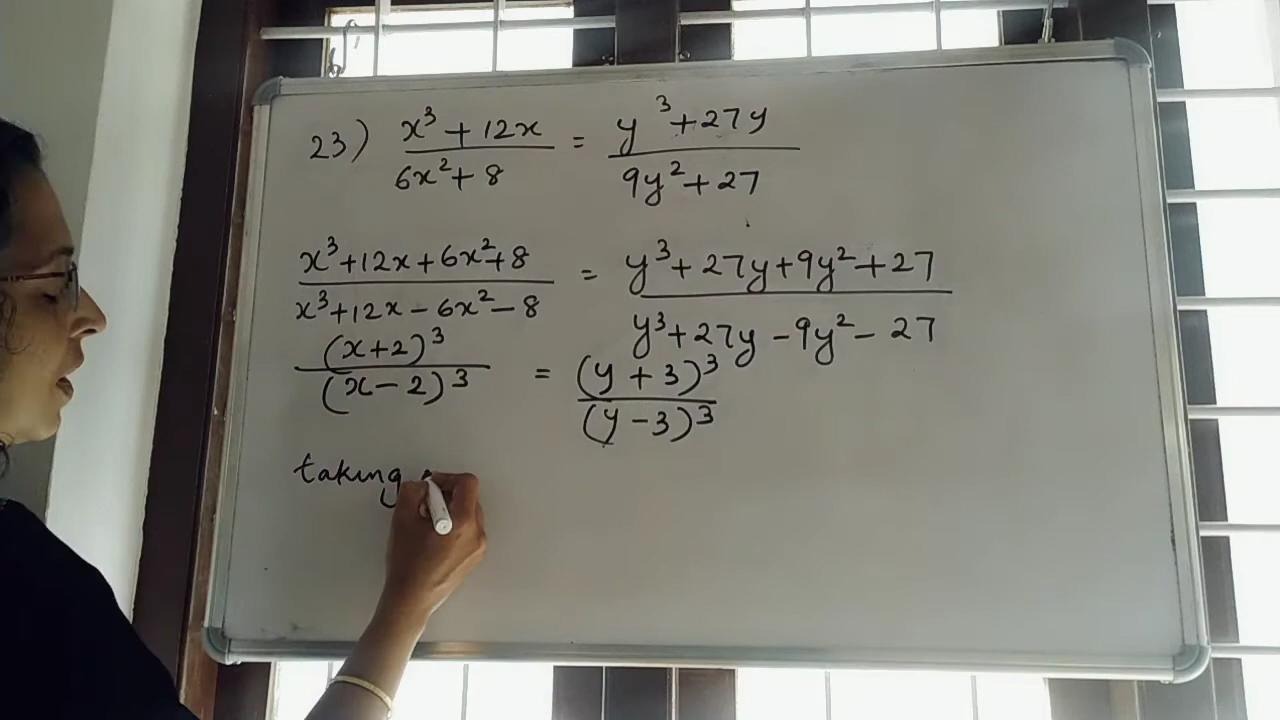 23) x³ + 12x / 6x² + 8 = y³ + 27y / 9y² + 27
x³ + 12x + 6x² + 8 / x³ + 12x - 6x² - 8 = y³ + 27y + 9y² + 27 / y³ + 27y - 9y² - 27
(x + 2)³ / (x - 2)³ = (y + 3)³ / (y - 3)³
taking